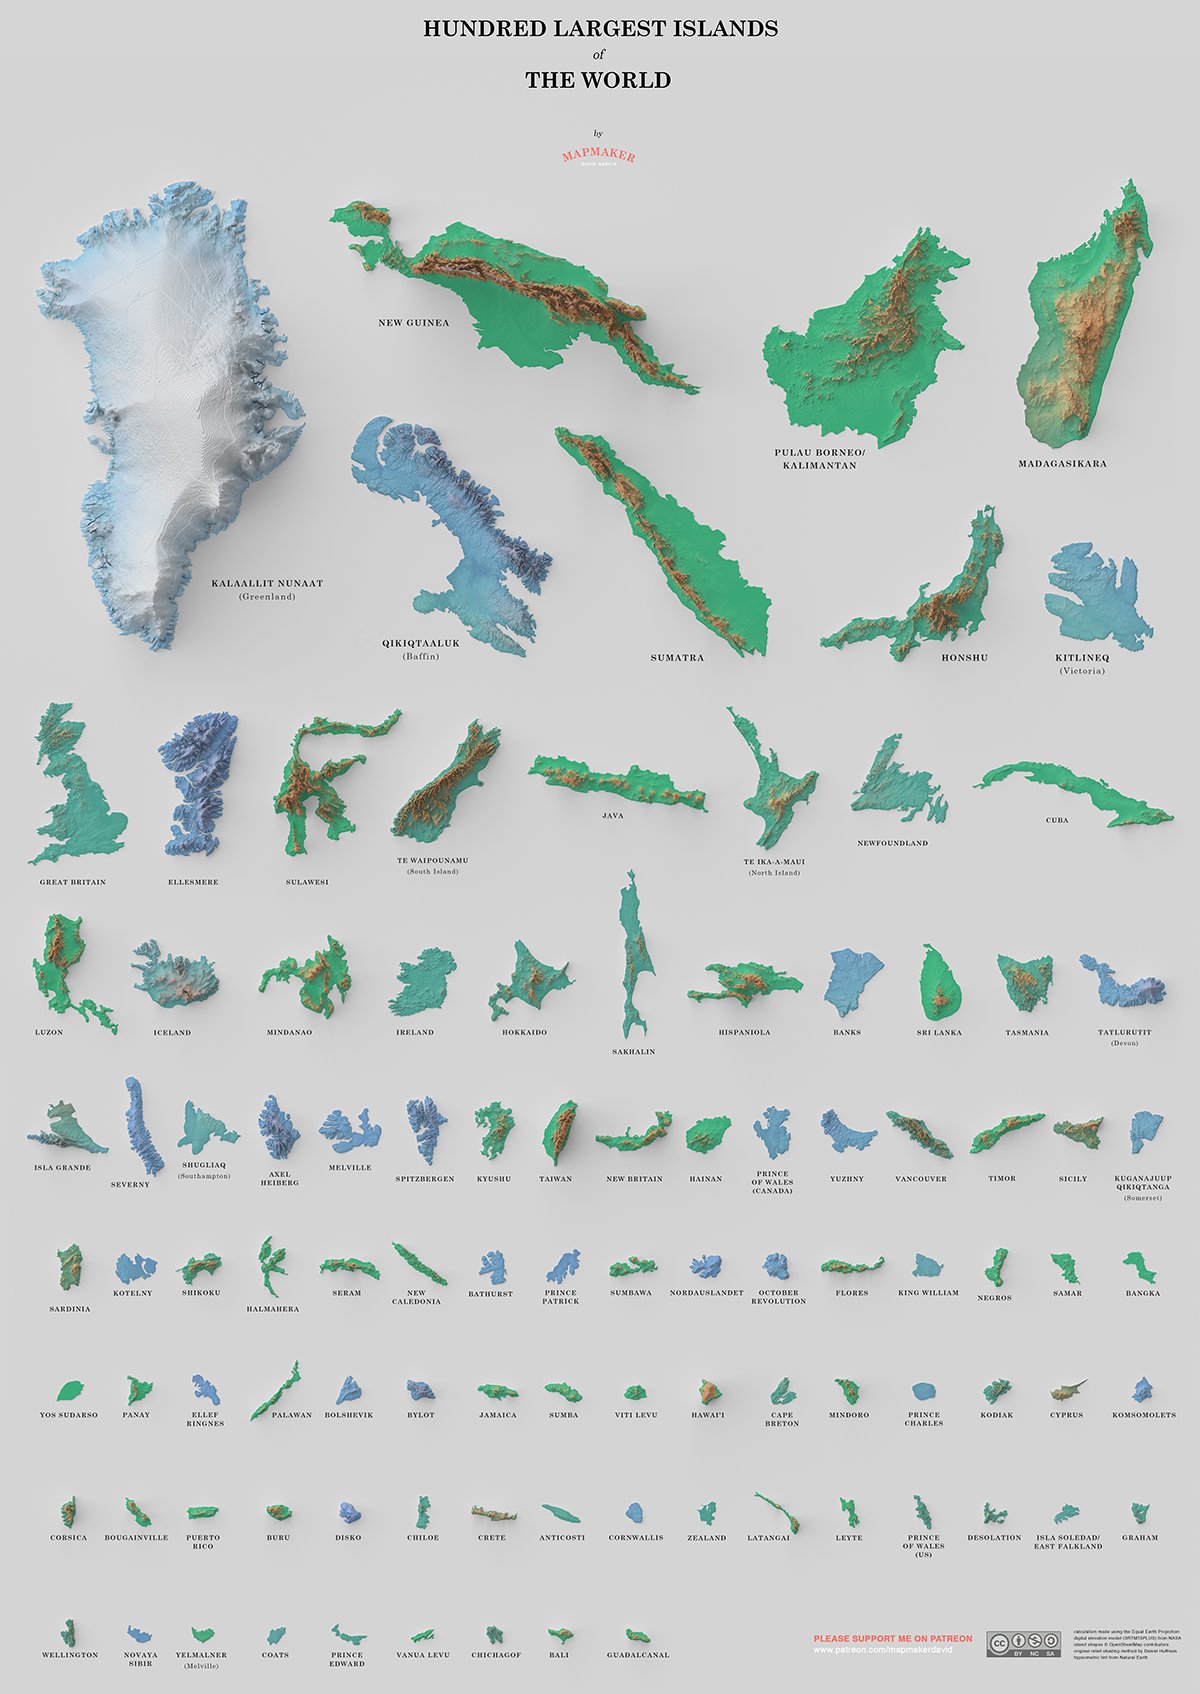 HUNDRED LARGEST ISLANDS
of
THE WORLD
by
MAPMAKER
DAVID GARCIA
NEW GUINEA
PULAU BORNEO/
KALIMANTAN
MADAGASIKARA
KALAALLIT NUNAAT
(Greenland)
QIKIQTAALUK
(Baffin)
SUMATRA
HONSHU
KITLINEQ
(Victoria)
GREAT BRITAIN
ELLESMERE
SULAWESI
TE WAIPOUNAMU
(South Island)
JAVA
TE IKA-A-MAUI
(North Island)
NEWFOUNDLAND
CUBA
LUZON
ICELAND
MINDANAO
IRELAND
HOKKAIDO
SAKHALIN
HISPANIOLA
BANKS
SRI LANKA
TASMANIA
TATLURUTIT
(Devon)
ISLA GRANDE
SEVERNY
SHUGLIAQ
(Southampton)
AXEL
HEIBERG
MELVILLE
SPITZBERGEN
KYUSHU
TAIWAN
NEW BRITAIN
HAINAN
PRINCE
OF WALES
(CANADA)
YUZHNY
VANCOUVER
TIMOR
SICILY
KUGANAJUUP
QIKIQTANGA
(Somerset)
SARDINIA
KOTELNY
SHIKOKU
HALMAHERA
SERAM
NEW
CALEDONIA
BATHURST
PRINCE
PATRICK
SUMBAWA
NORDAUSLANDET
OCTOBER
REVOLUTION
FLORES
KING WILLIAM
NEGROS
SAMAR
BANGKA
YOS SUDARSO
PANAY
ELLEF
RINGNES
PALAWAN
BOLSHEVIK
BYLOT
JAMAICA
SUMBA
VITI LEVU
HAWAI'I
CAPE
BRETON
MINDORO
PRINCE
CHARLES
KODIAK
CYPRUS
KOMSOMOLETS
CORSICA
BOUGAINVILLE
PUERTO
RICO
BURU
DISKO
CHILOE
CRETE
ANTICOSTI
CORNWALLIS
ZEALAND
LATANGAI
LEYTE
PRINCE
OF WALES
(US)
DESOLATION
ISLA SOLEDAD/
EAST FALKLAND
GRAHAM
WELLINGTON
NOVAYA
SIBIR
YELMALNER
(Melville)
COATS
PRINCE
EDWARD
VANUA LEVU
CHICHAGOF
BALI
GUADALCANAL
PLEASE SUPPORT ME ON PATREON
www.patreon.com/mapmakerdavid
CC BY NC SA
calculation made using the Equal Earth Projection
digital elevation model (SRTM15PLUS) from NASA
island shapes © OpenStreetMap contributors
original relief shading method by Daniel Huffman
hypsometric tint from Natural Earth